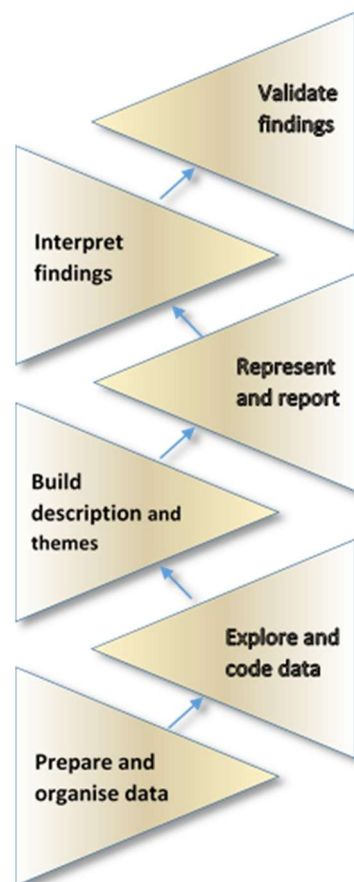 Validate
findings
Interpret
findings
Represent
and report
Build
description and
themes
Explore and
code data
Prepare and
organise data